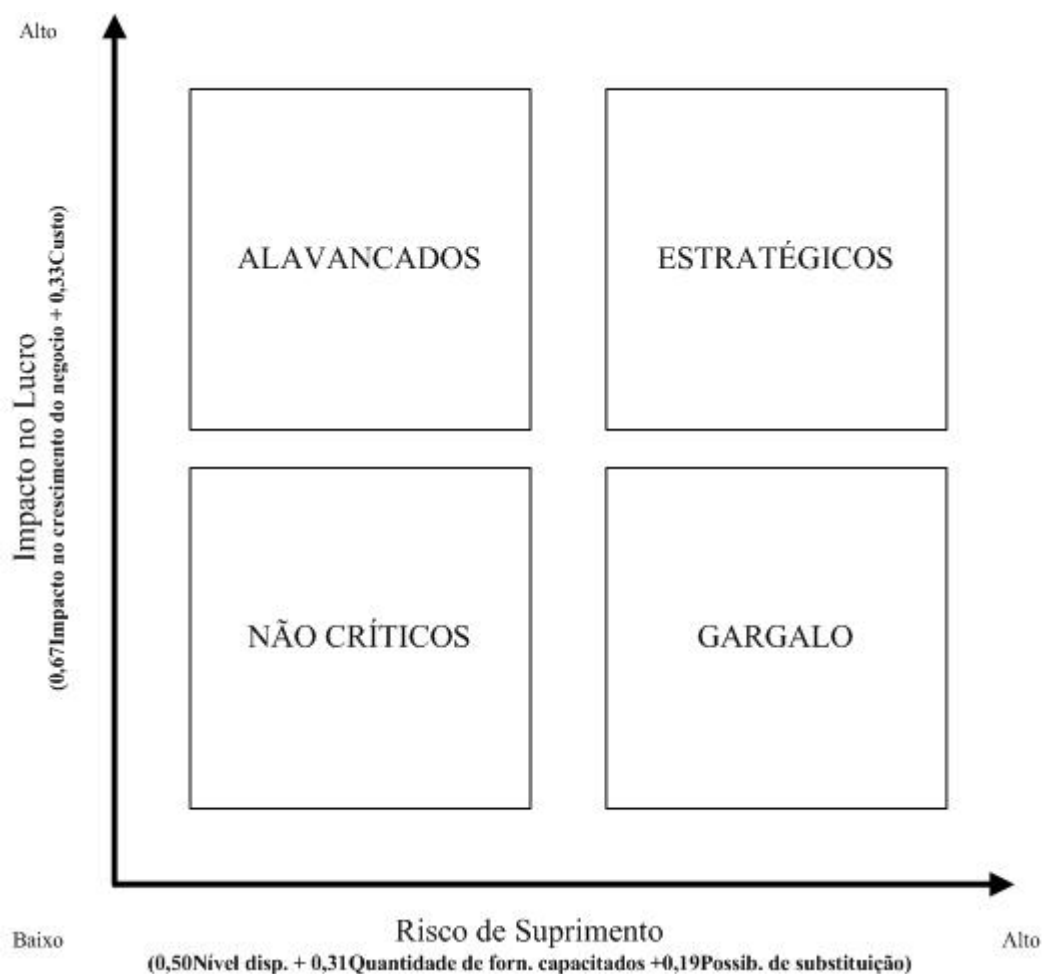 Alto
ALAVANCADOS
ESTRATÉGICOS
Impacto no Lucro
(0,67Impacto no crescimento do negocio + 0,33Custo)
NÃO CRÍTICOS
GARGALO
Baixo
Risco de Suprimento
Alto
(0,50Nível disp. + 0,31Quantidade de forn. capacitados +0,19Possib. de substituição)